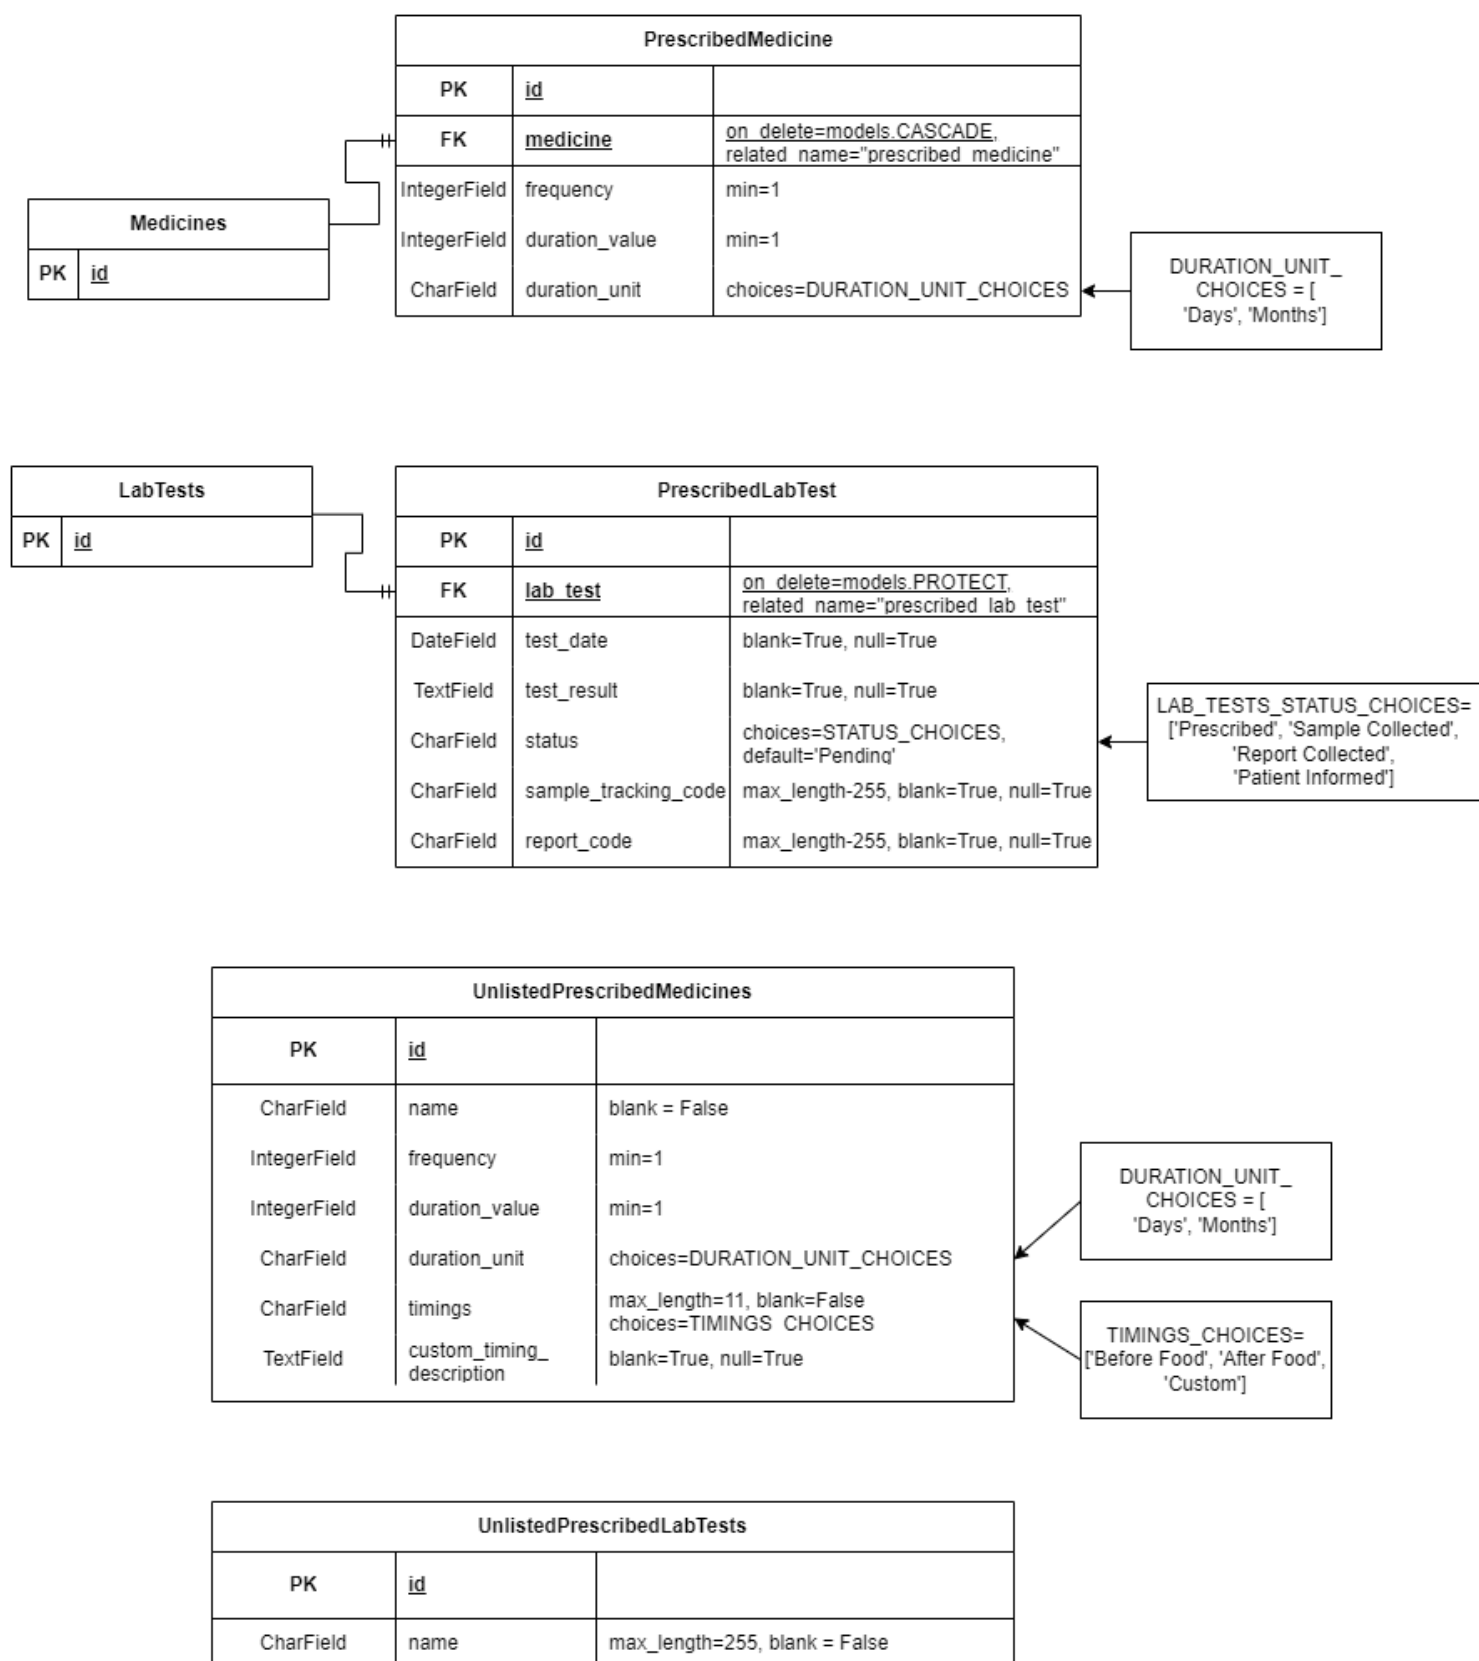 PrescribedMedicine
PK id
FK medicine on_delete=models.CASCADE,
related_name="prescribed_medicine"
IntegerField frequency min=1
IntegerField duration_value min=1
CharField duration_unit choices=DURATION_UNIT_CHOICES
Medicines
PK id
DURATION_UNIT_
CHOICES = [
'Days', 'Months']
LabTests
PK id
PrescribedLabTest
PK id
FK lab_test on_delete=models.PROTECT,
related_name="prescribed_lab_test"
DateField test_date blank=True, null=True
TextField test_result blank=True, null=True
CharField status choices=STATUS_CHOICES,
default='Pending'
CharField sample_tracking_code max_length-255, blank=True, null=True
CharField report_code max_length-255, blank=True, null=True
LAB_TESTS_STATUS_CHOICES=
['Prescribed', 'Sample Collected',
'Report Collected',
'Patient Informed']
UnlistedPrescribedMedicines
PK id
CharField name blank = False
IntegerField frequency min=1
IntegerField duration_value min=1
CharField duration_unit choices=DURATION_UNIT_CHOICES
CharField timings max_length=11, blank=False
choices=TIMINGS_CHOICES
TextField custom_timing_
description blank=True, null=True
DURATION_UNIT_
CHOICES = [
'Days', 'Months']
TIMINGS_CHOICES=
['Before Food', 'After Food',
'Custom']
UnlistedPrescribedLabTests
PK id
CharField name max_length=255, blank = False